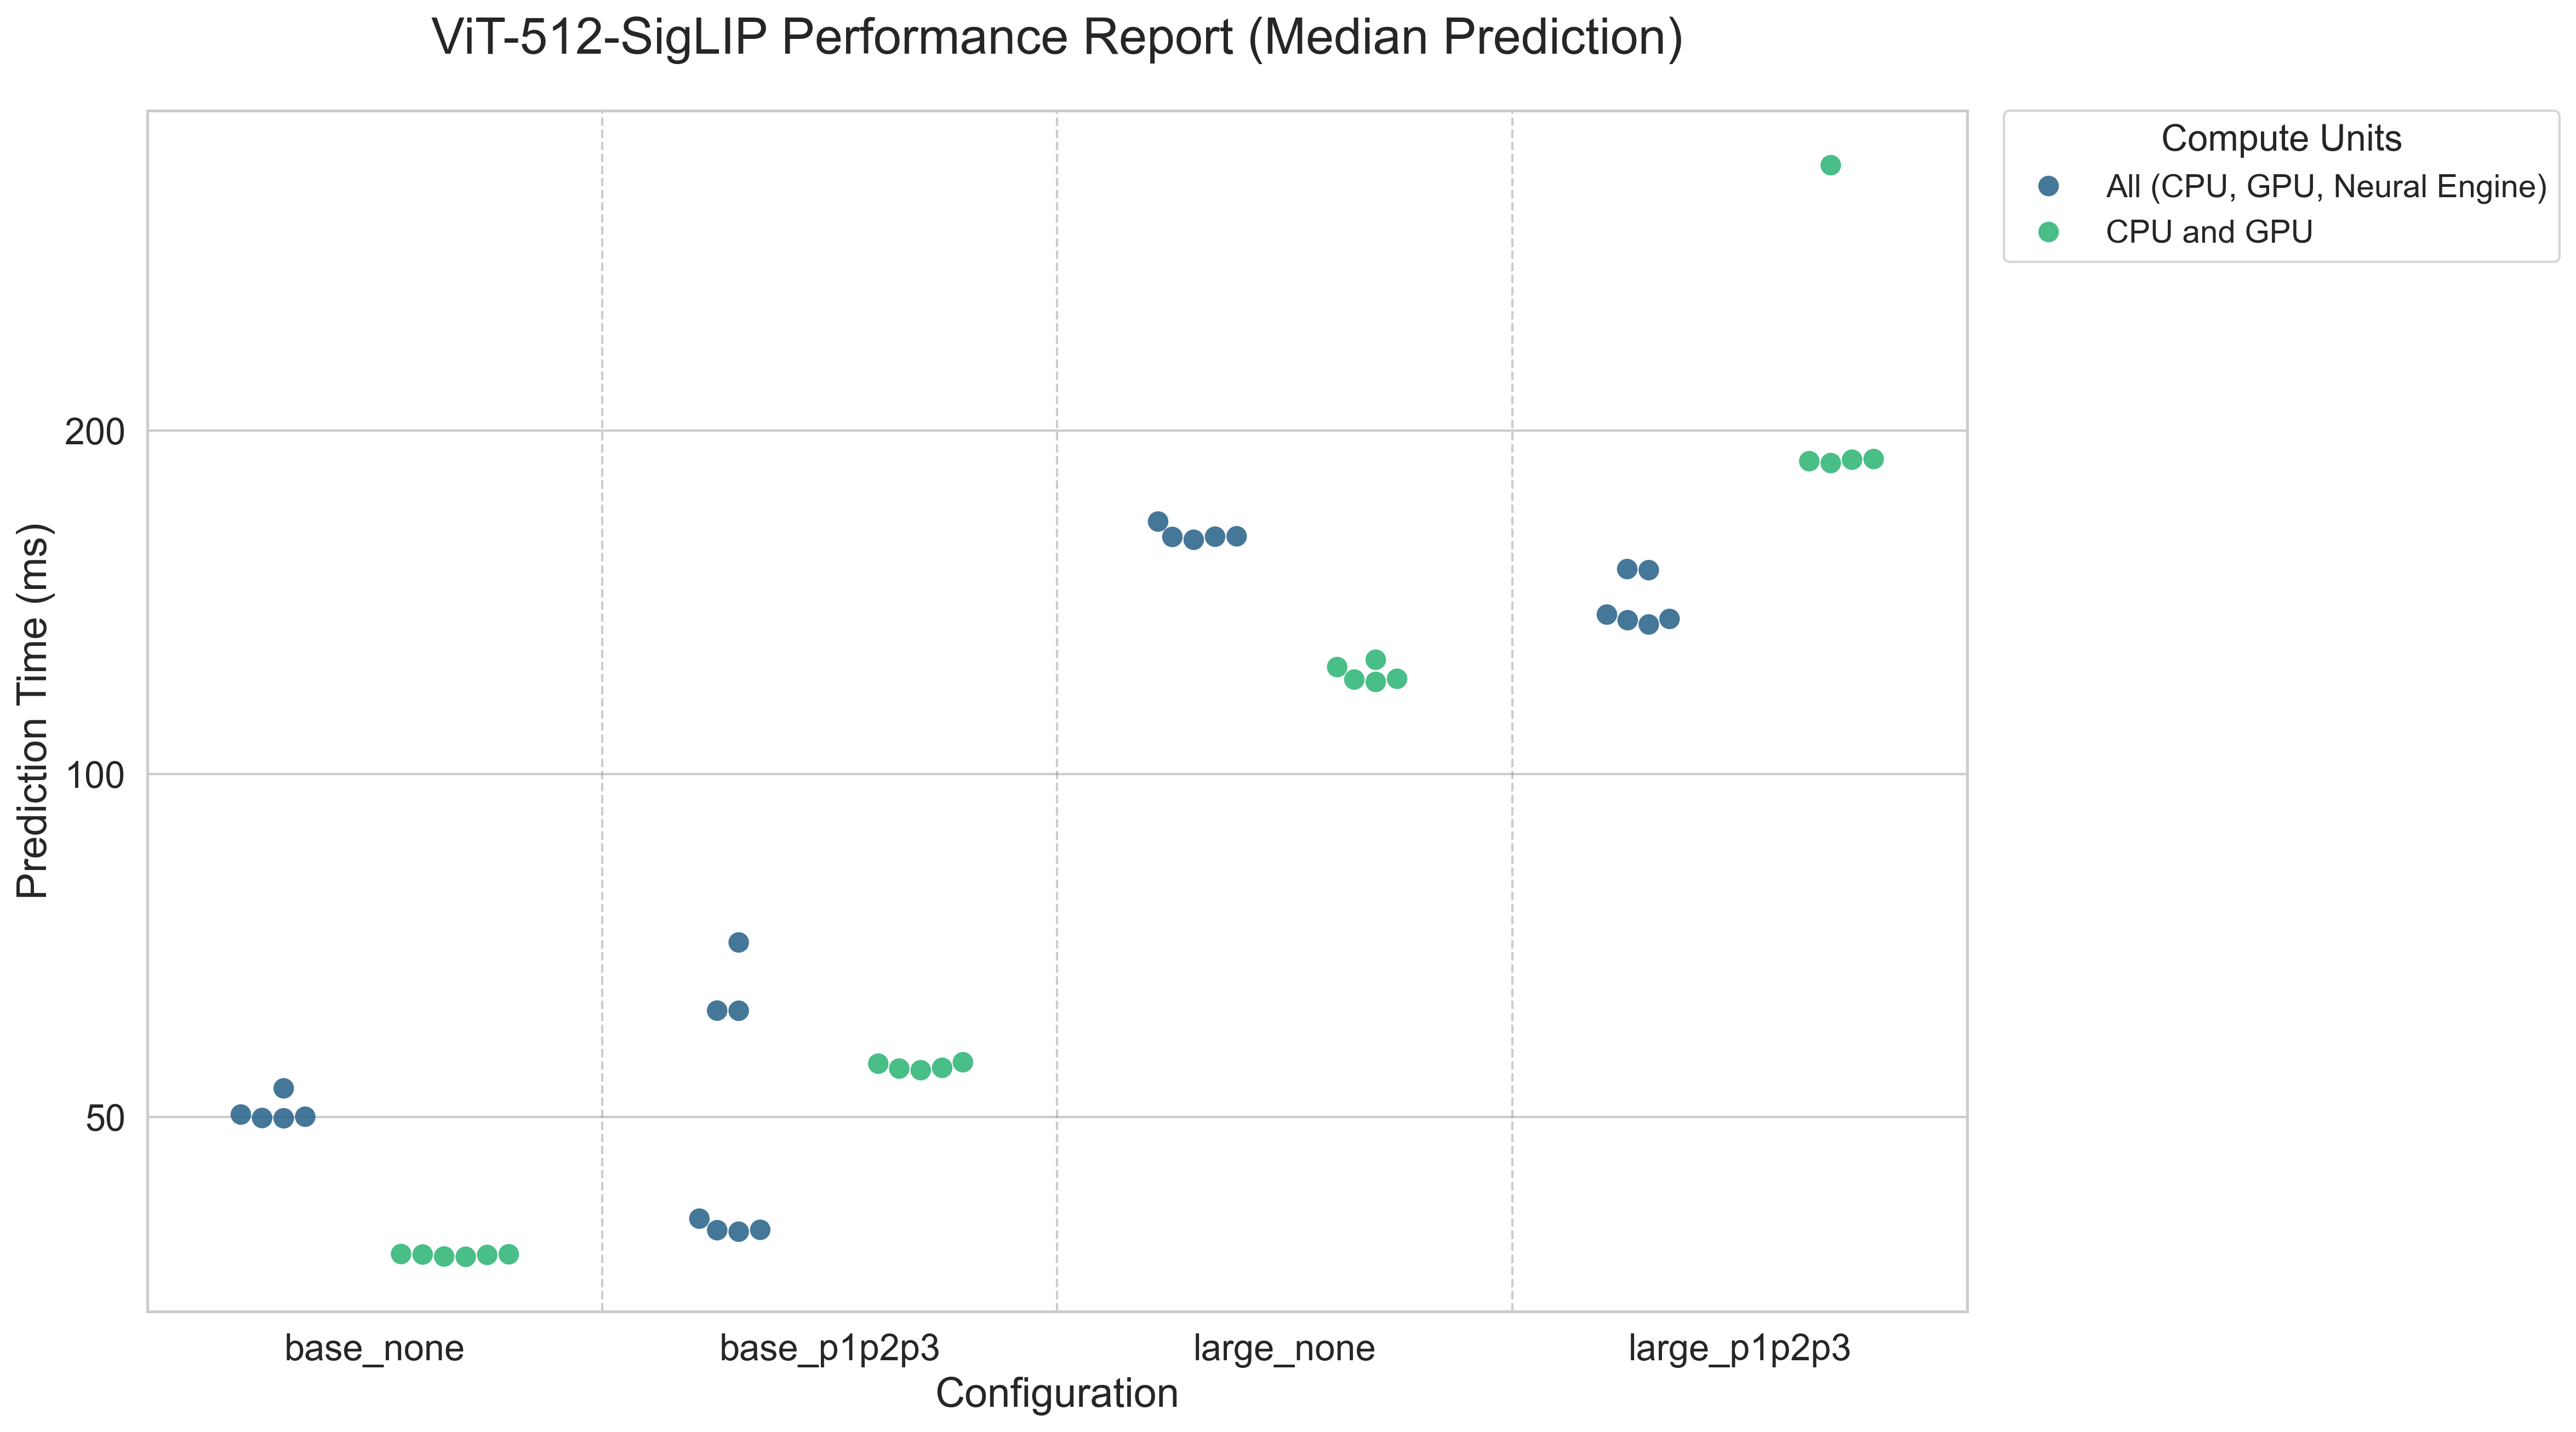 ViT-512-SigLIP Performance Report (Median Prediction)
Compute Units
All (CPU, GPU, Neural Engine)
CPU and GPU
Prediction Time (ms)
200
100
50
base_none
base_p1p2p3
large_none
large_p1p2p3
Configuration